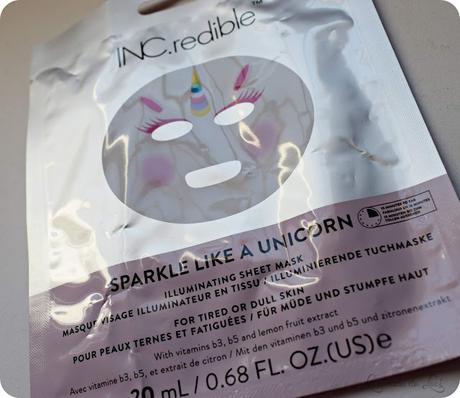 INC.redible™
15 MINUTES TO
SPARKLE LIKE A UNICORN
ILLUMINATING SHEET MASK
MASQUE VISAGE ILLUMINATEUR EN TISSU / ILLUMINIERENDE TUCHMASKE
FOR TIRED OR DULL SKIN
POUR PEAUX TERNES ET FATIGUÉES / FÜR MÜDE UND STUMPFE HAUT
With vitamins b3, b5 and lemon fruit extract
Avec vitamine b3, b5, et extrait de citron / Mit den vitaminen b3 und b5 und zitronenextrakt
20 mL / 0.68 FL. OZ.(US)e